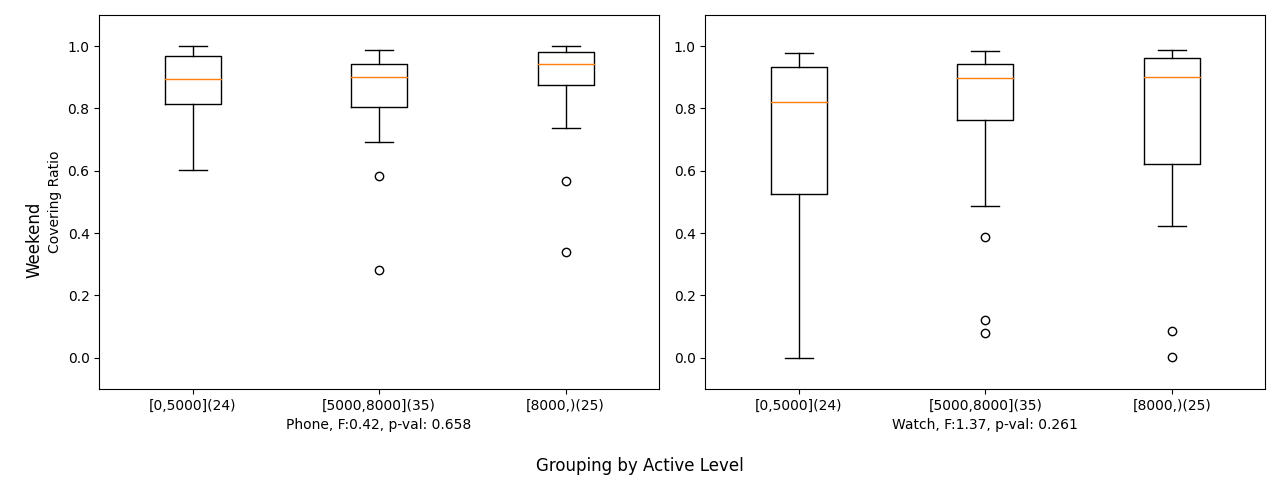 Weekend
Covering Ratio
1.0
0.8
0.6
0.4
0.2
0.0
[0,5000](24) [5000,8000](35) [8000,)(25)
Phone, F:0.42, p-val: 0.658
1.0
0.8
0.6
0.4
0.2
0.0
[0,5000](24) [5000,8000](35) [8000,)(25)
Watch, F:1.37, p-val: 0.261
Grouping by Active Level